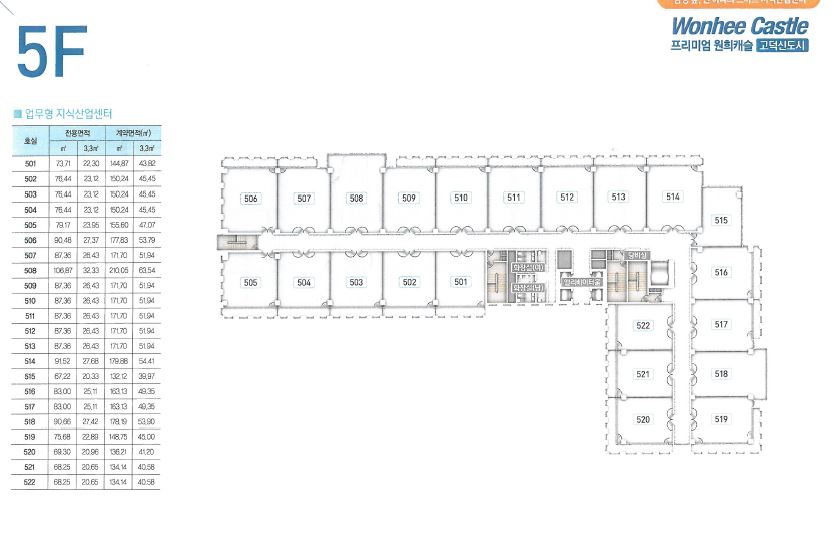 Wonhee Castle
프리미엄 원희캐슬 고덕신도시
5F
업무형 지식산업센터
호실 전용면적 계약면적(㎡)
㎡ 3.3㎡ ㎡ 3.3㎡
501 73.71 22.30 144.87 43.82
502 76.44 23.12 150.24 45.45
503 76.44 23.12 150.24 45.45
504 76.44 23.12 150.24 45.45
505 79.17 23.95 155.60 47.07
506 90.48 27.37 177.83 53.79
507 87.36 26.43 171.70 51.94
508 106.87 32.33 210.05 63.54
509 87.36 26.43 171.70 51.94
510 87.36 26.43 171.70 51.94
511 87.36 26.43 171.70 51.94
512 87.36 26.43 171.70 51.94
513 87.36 26.43 171.70 51.94
514 91.52 27.68 179.88 54.41
515 67.22 20.33 132.12 39.97
516 83.00 25.11 163.13 49.35
517 83.00 25.11 163.13 49.35
518 90.66 27.42 178.19 53.90
519 75.68 22.89 148.75 45.00
520 69.30 20.96 136.21 41.20
521 68.25 20.65 134.14 40.58
522 68.25 20.65 134.14 40.58
506 507 508 509 510 511 512 513 514
515
505 504 503 502 501
화장실(여)
화장실(남)
엘리베이터홀
516
522 517
521 518
520 519